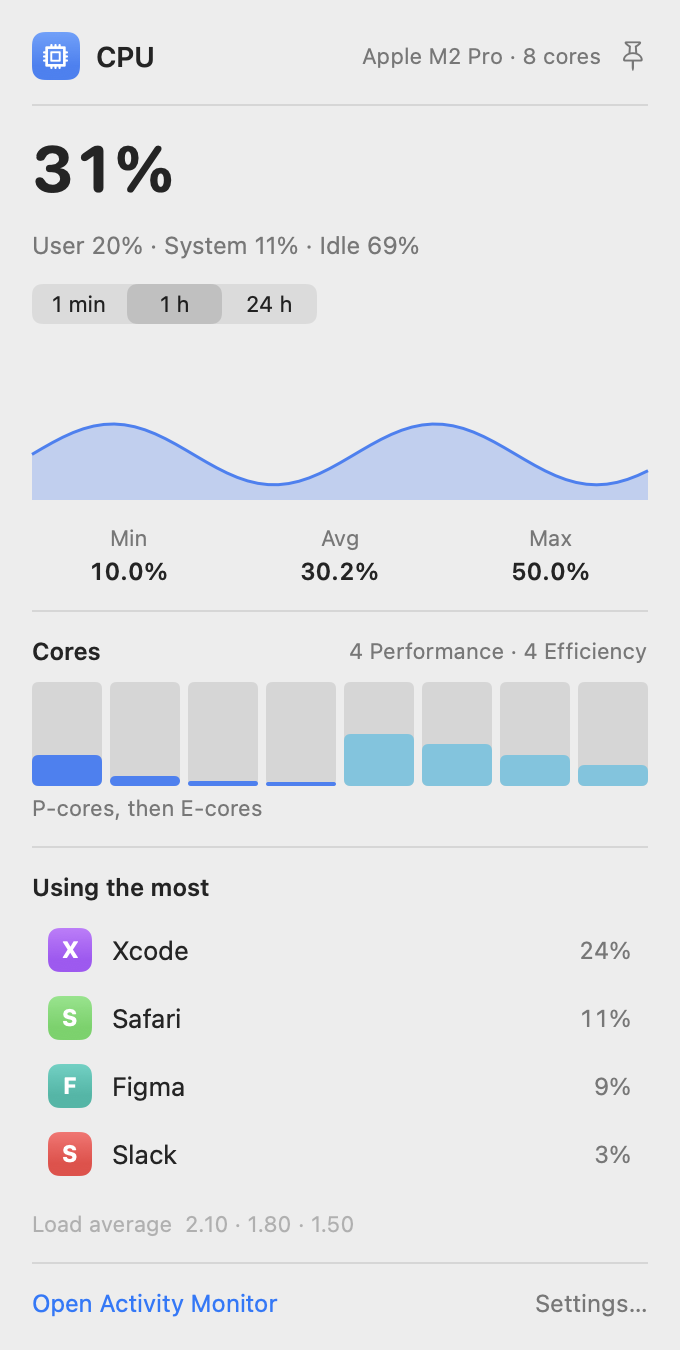 CPU
Apple M2 Pro · 8 cores
31%
User 20% · System 11% · Idle 69%
1 min 1 h 24 h
Min Avg Max
10.0% 30.2% 50.0%
Cores
4 Performance · 4 Efficiency
P-cores, then E-cores
Using the most
X Xcode 24%
S Safari 11%
F Figma 9%
S Slack 3%
Load average 2.10 · 1.80 · 1.50
Open Activity Monitor
Settings...